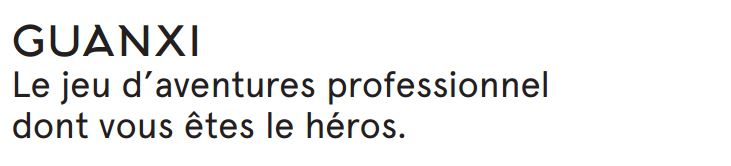 GUANXI
Le jeu d’aventures professionnel
dont vous êtes le héros.